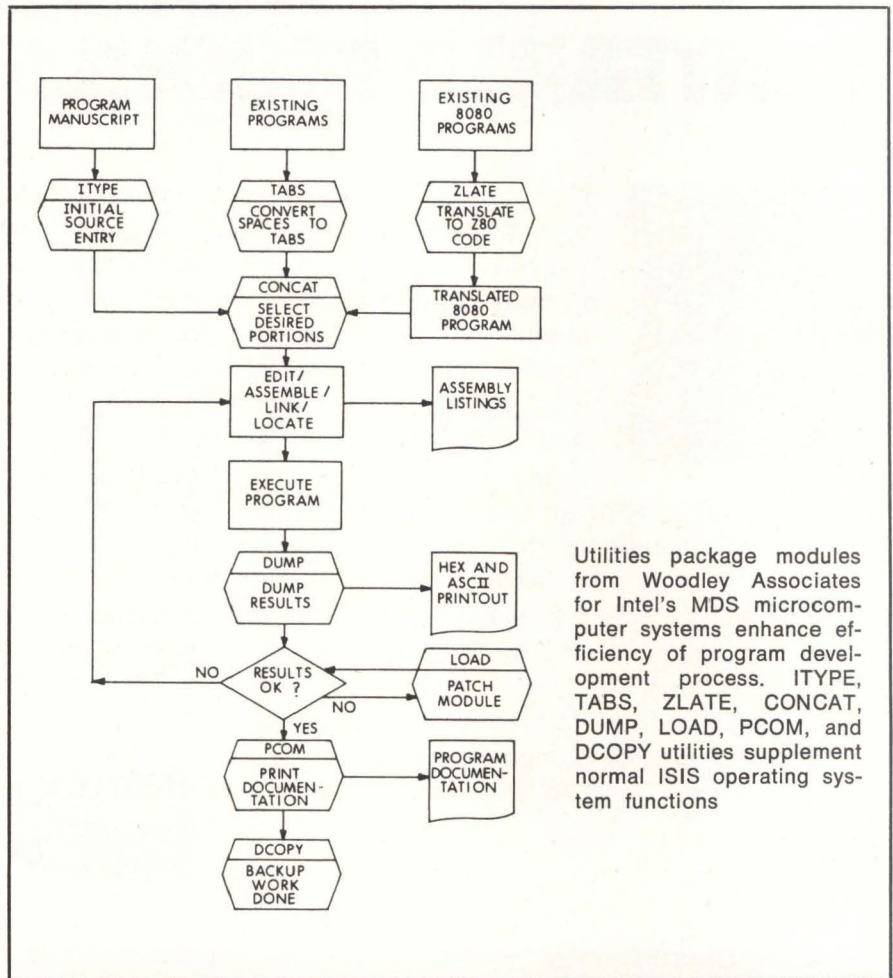 PROGRAM
MANUSCRIPT
EXISTING
PROGRAMS
EXISTING
8080
PROGRAMS
ITYPE
INITIAL
SOURCE
ENTRY
TABS
CONVERT
SPACES TO
TABS
ZLATE
TRANSLATE
TO Z80
CODE
CONCAT
SELECT
DESIRED
PORTIONS
TRANSLATED
8080
PROGRAM
EDIT/
ASSEMBLE/
LINK/
LOCATE
ASSEMBLY
LISTINGS
EXECUTE
PROGRAM
DUMP
DUMP
RESULTS
HEX AND
ASCII
PRINTOUT
NO
RESULTS
OK ?
NO
LOAD
PATCH
MODULE
YES
PCOM
PRINT
DOCUMEN-
TATION
PROGRAM
DOCUMEN-
TATION
DCOPY
BACKUP
WORK
DONE
Utilities package modules
from Woodley Associates
for Intel's MDS microcom-
puter systems enhance ef-
ficiency of program devel-
opment process. ITYPE,
TABS, ZLATE, CONCAT,
DUMP, LOAD, PCOM, and
DCOPY utilities supplement
normal ISIS operating sys-
tem functions